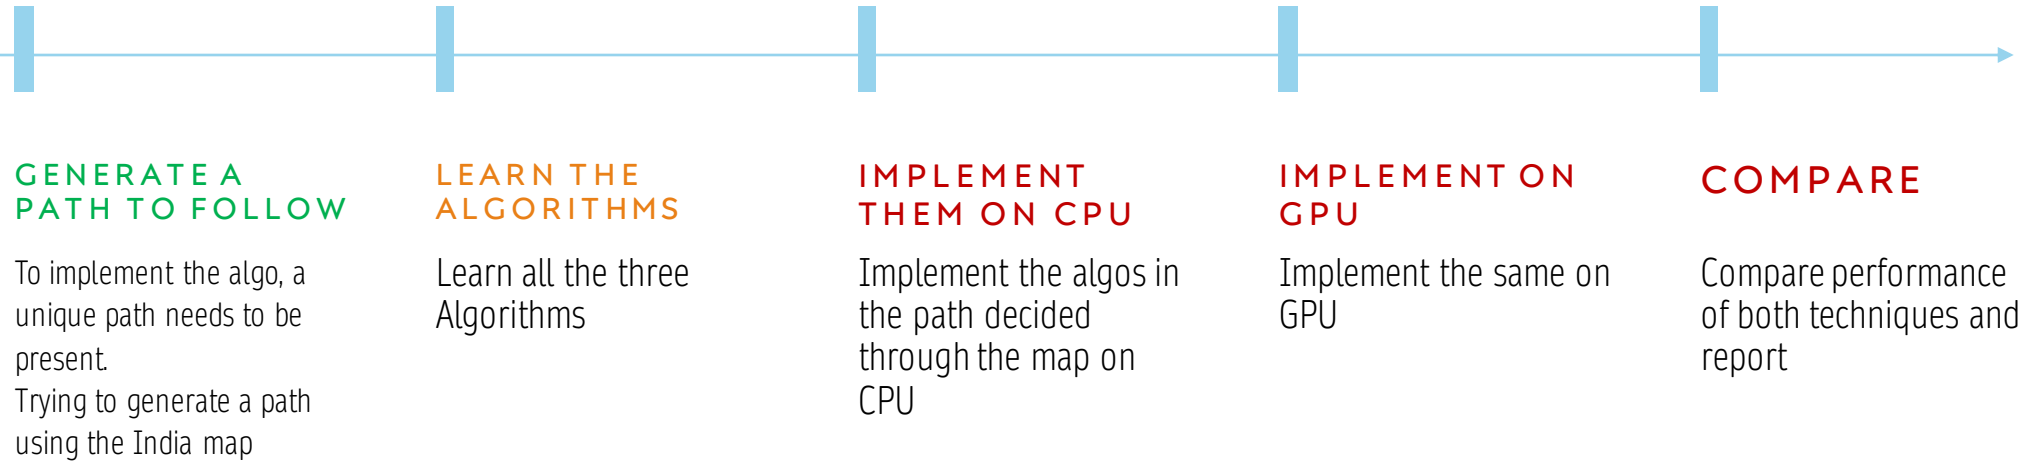 GENERATE A
PATH TO FOLLOW
To implement the algo, a
unique path needs to be
present.
Trying to generate a path
using the India map
LEARN THE
ALGORITHMS
Learn all the three
Algorithms
IMPLEMENT
THEM ON CPU
Implement the algos in
the path decided
through the map on
CPU
IMPLEMENT ON
GPU
Implement the same on
GPU
COMPARE
Compare performance
of both techniques and
report